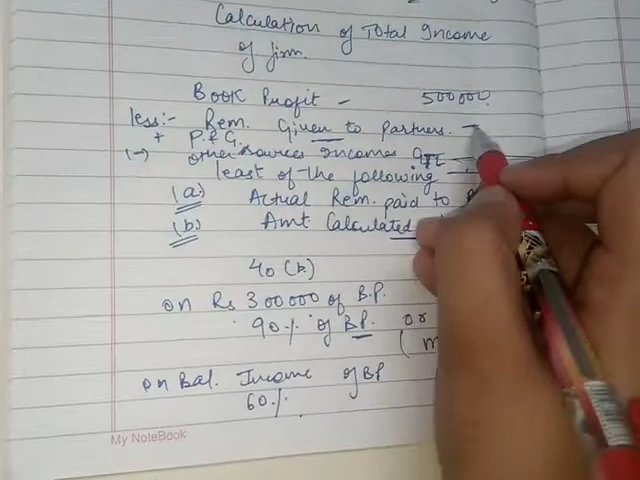 Calculation of Total Income
of firm.
Book Profit - 500000.
less:- Rem. Given to Partners. -
+ P.& G.
(-) other sources Incomes GTI
least of the following -
(a) Actual Rem. paid to
(b) Amt Calculated
40 (b.)
on Rs 300000 of B.P.
90% of BP. or
(m
on Bal. Income of BP
60%.
My NoteBook